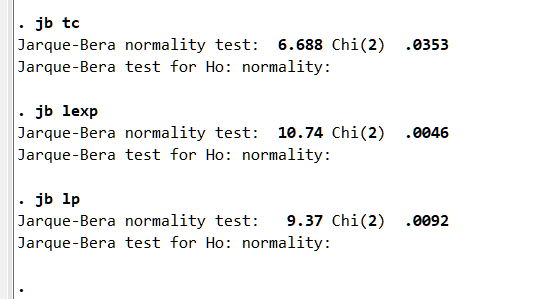 . jb tc
Jarque-Bera normality test:  6.688 Chi(2)  .0353
Jarque-Bera test for Ho: normality:
. jb lexp
Jarque-Bera normality test:  10.74 Chi(2)  .0046
Jarque-Bera test for Ho: normality:
. jb lp
Jarque-Bera normality test:   9.37 Chi(2)  .0092
Jarque-Bera test for Ho: normality:
.